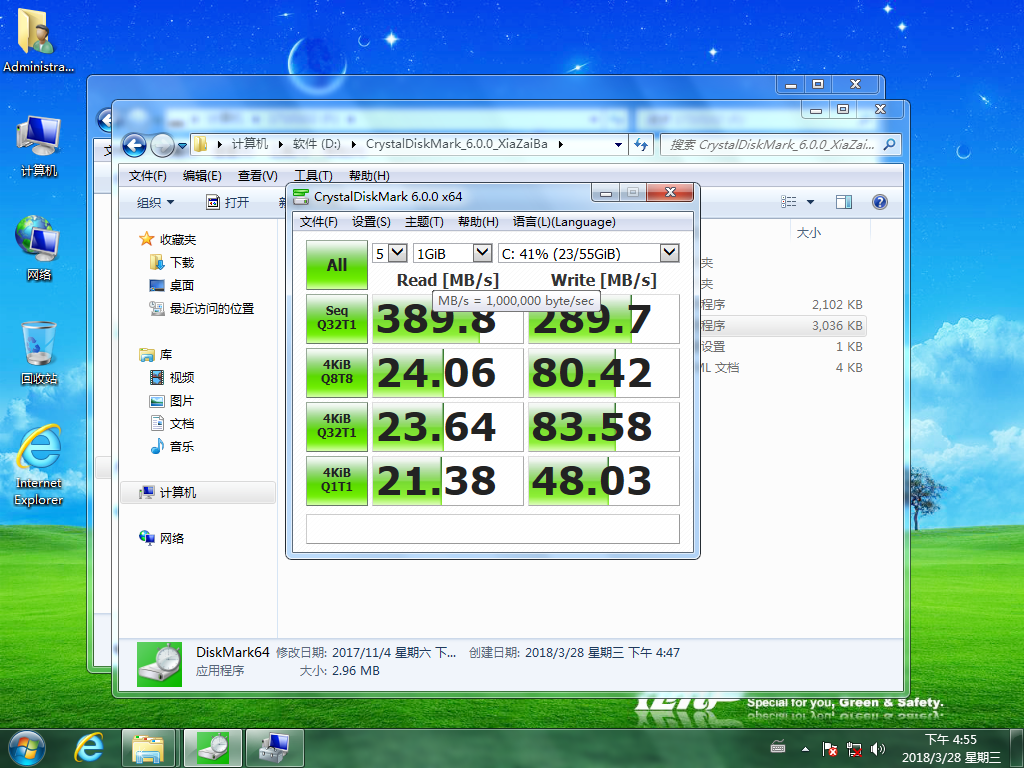 Administra...
计算机
网络
回收站
Internet
Explorer
计算机
软件 (D:)
CrystalDiskMark_6.0.0_XiaZaiBa
搜索 CrystalDiskMark_6.0.0_XiaZai...
文件(F) 编辑(E) 查看(V) 工具(T) 帮助(H)
组织 打开
收藏夹
下载
桌面
最近访问的位置
库
视频
图片
文档
音乐
计算机
网络
大小
夹
夹
程序 2,102 KB
程序 3,036 KB
设置 1 KB
ML 文档 4 KB
CrystalDiskMark 6.0.0 x64
文件(F) 设置(S) 主题(T) 帮助(H) 语言(L)(Language)
All 5 1GiB C: 41% (23/55GiB)
Read [MB/s] Write [MB/s]
MB/s = 1,000,000 byte/sec
Seq
Q32T1 389.8 289.7
4KiB
Q8T8 24.06 80.42
4KiB
Q32T1 23.64 83.58
4KiB
Q1T1 21.38 48.03
DiskMark64 修改日期: 2017/11/4 星期六 下... 创建日期: 2018/3/28 星期三 下午 4:47
应用程序 大小: 2.96 MB
Special for you, Green & Safety.
下午 4:55
2018/3/28 星期三